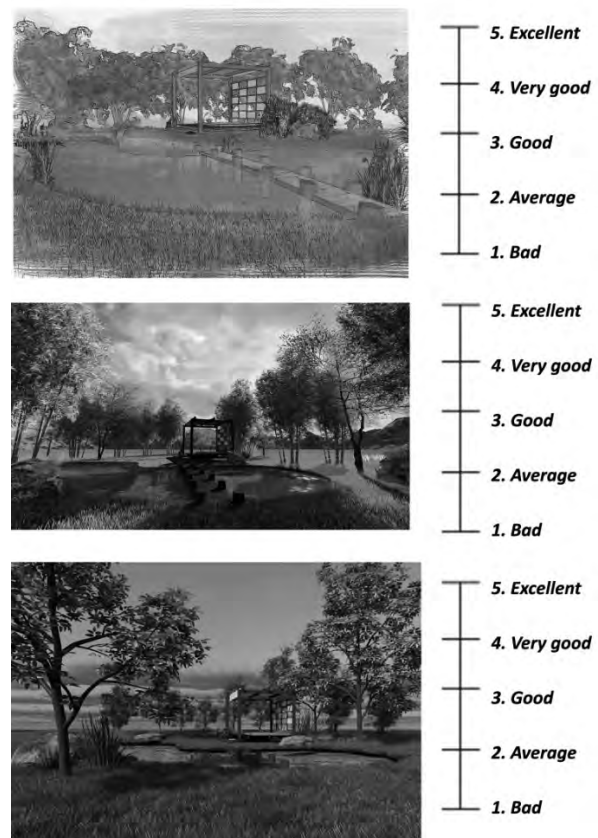 5. Excellent
4. Very good
3. Good
2. Average
1. Bad
5. Excellent
4. Very good
3. Good
2. Average
1. Bad
5. Excellent
4. Very good
3. Good
2. Average
1. Bad